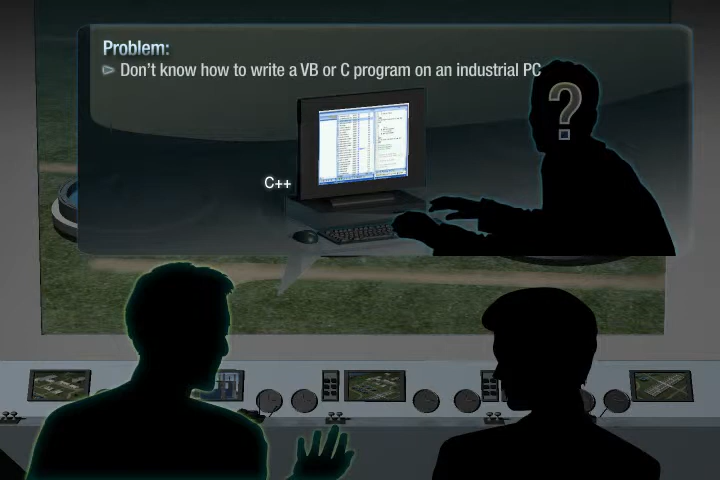 Problem:
Don't know how to write a VB or C program on an industrial PC
?
C++